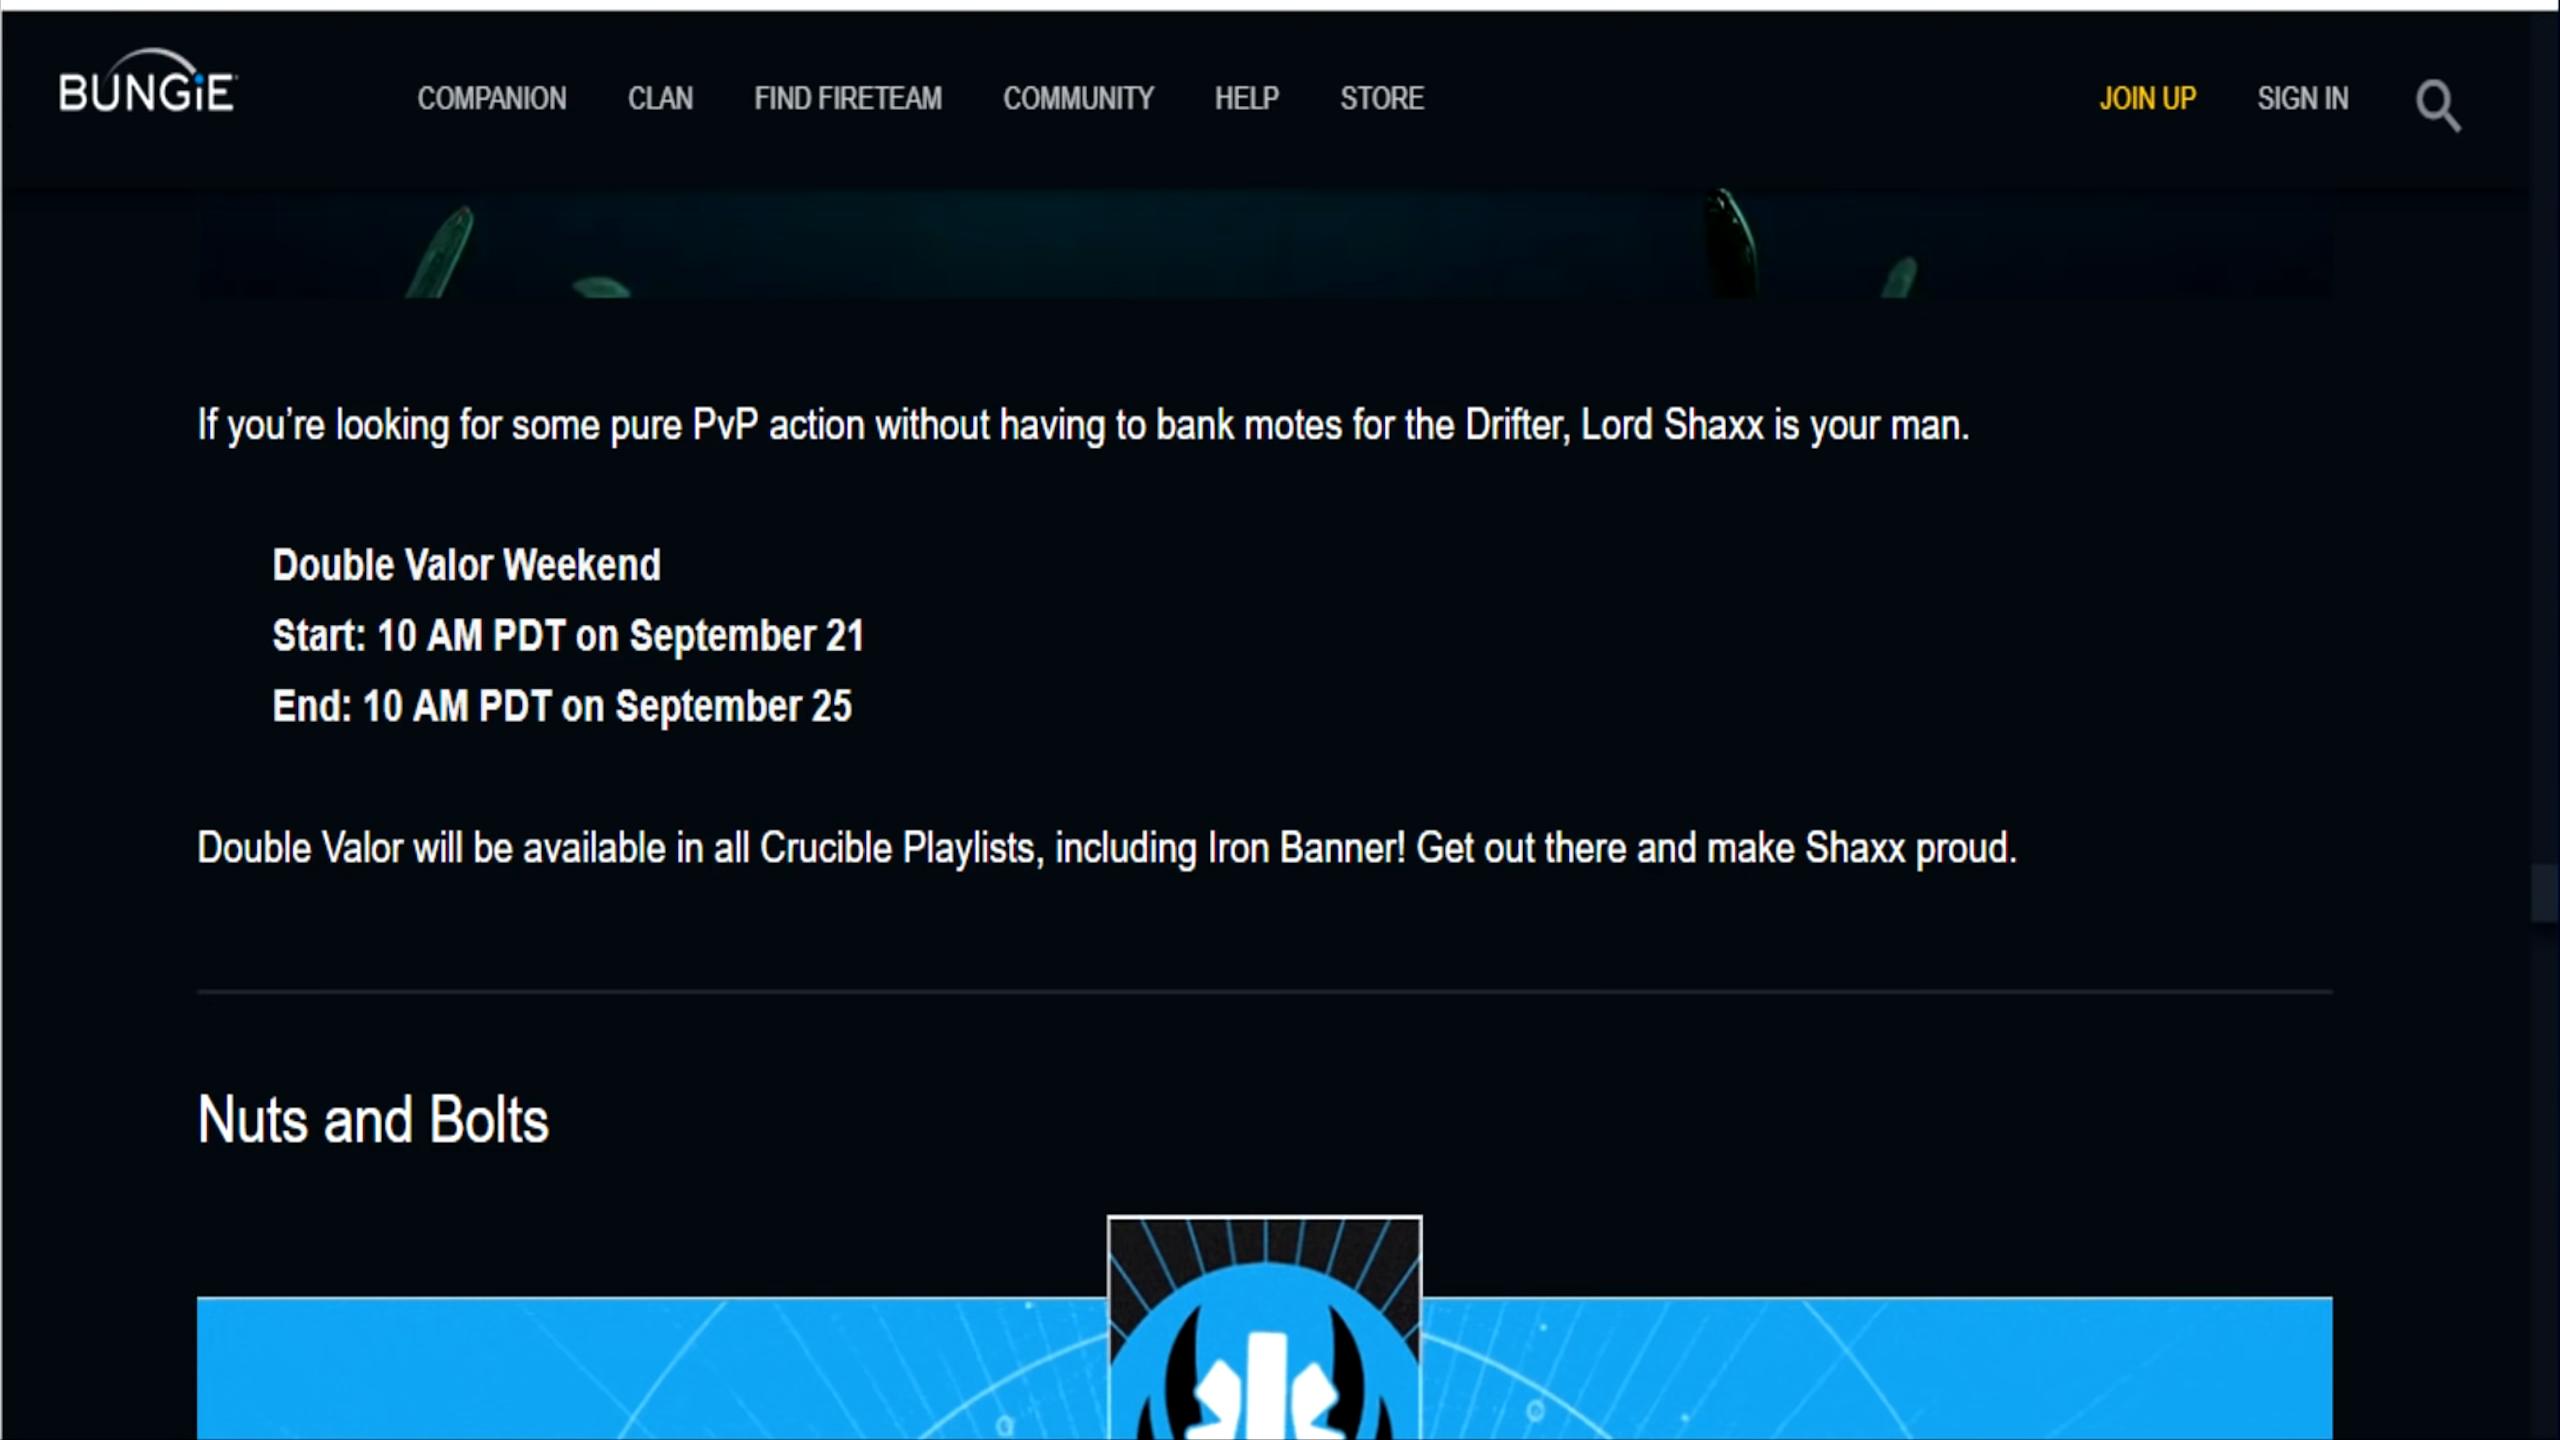 BUNGiE
COMPANION CLAN FIND FIRETEAM COMMUNITY HELP STORE JOIN UP SIGN IN
If you’re looking for some pure PvP action without having to bank motes for the Drifter, Lord Shaxx is your man.
Double Valor Weekend
Start: 10 AM PDT on September 21
End: 10 AM PDT on September 25
Double Valor will be available in all Crucible Playlists, including Iron Banner! Get out there and make Shaxx proud.
Nuts and Bolts